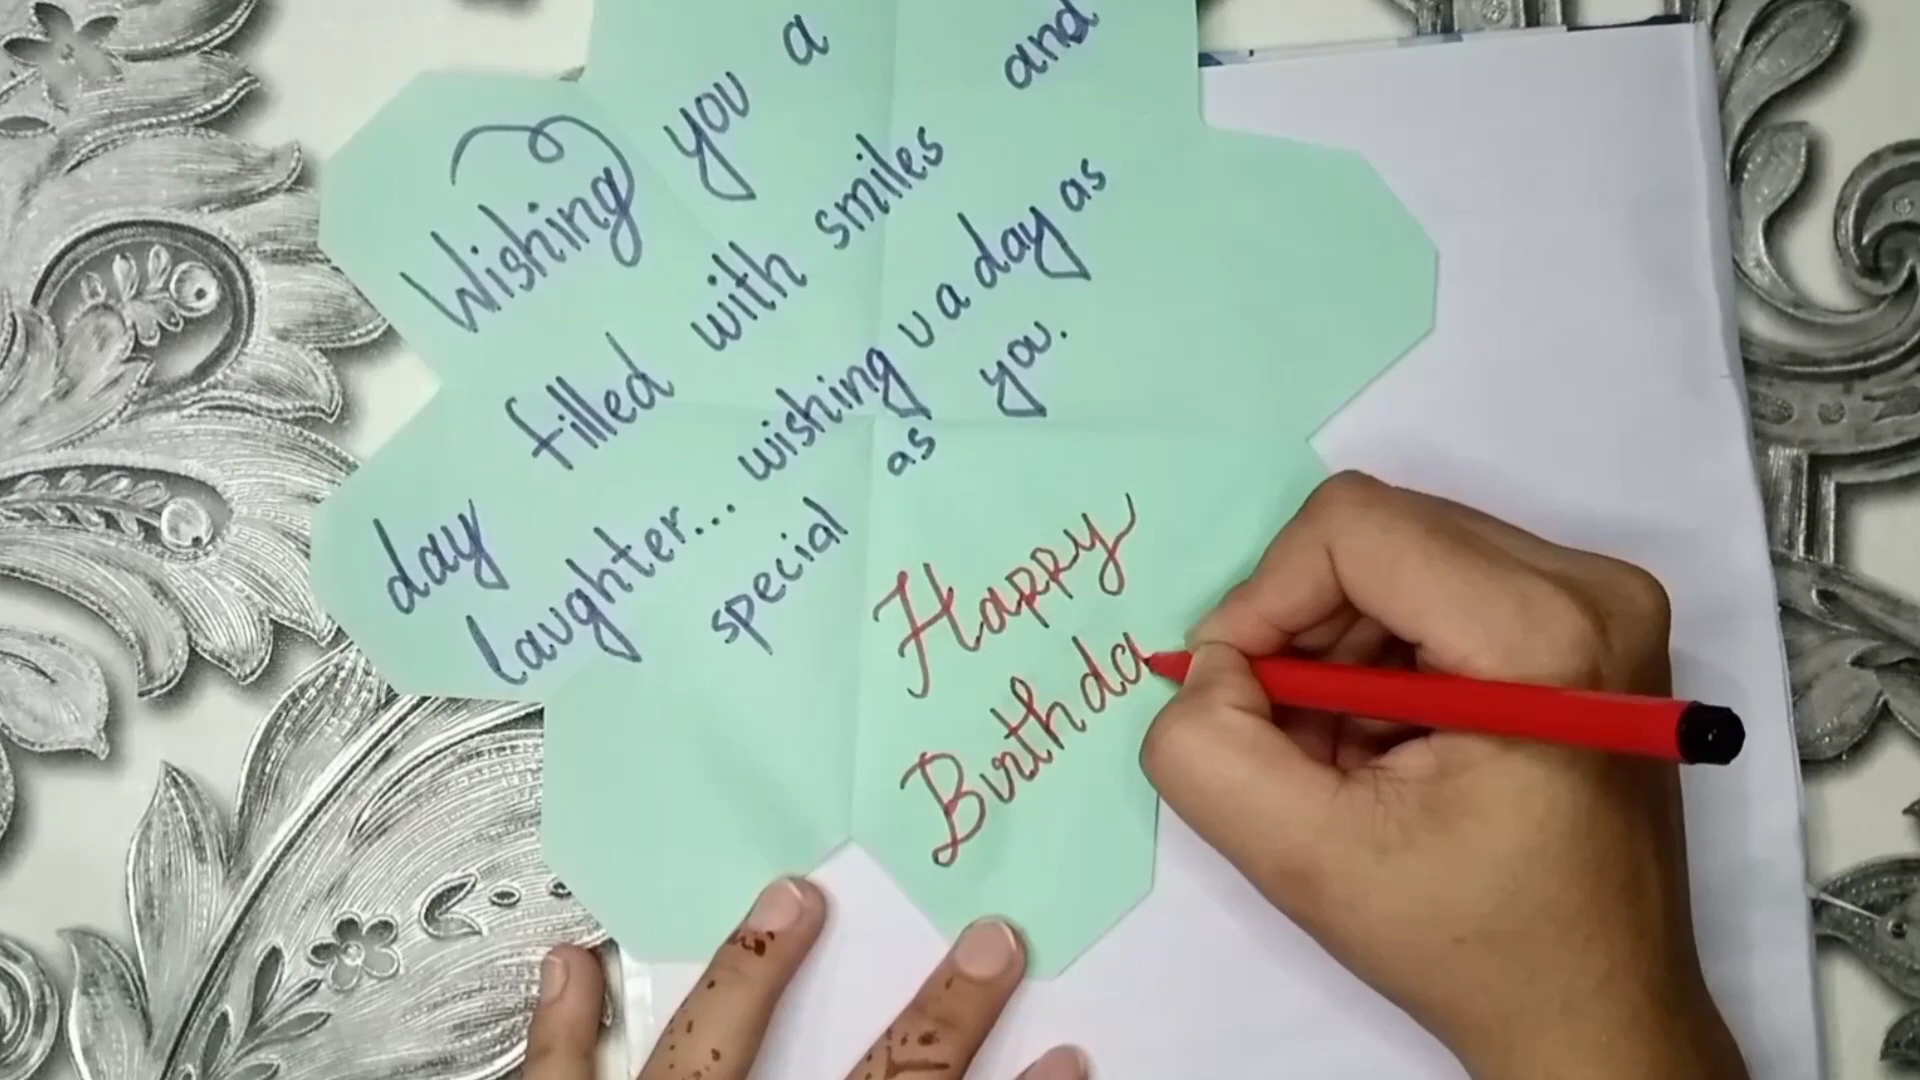 Wishing you a
day filled with smiles and
laughter... wishing u a day as
special as you.
Happy
Birthda